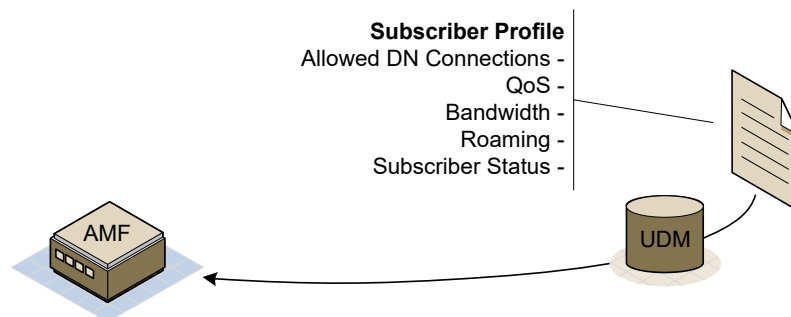 Subscriber Profile
Allowed DN Connections -
QoS -
Bandwidth -
Roaming -
Subscriber Status -
AMF
UDM